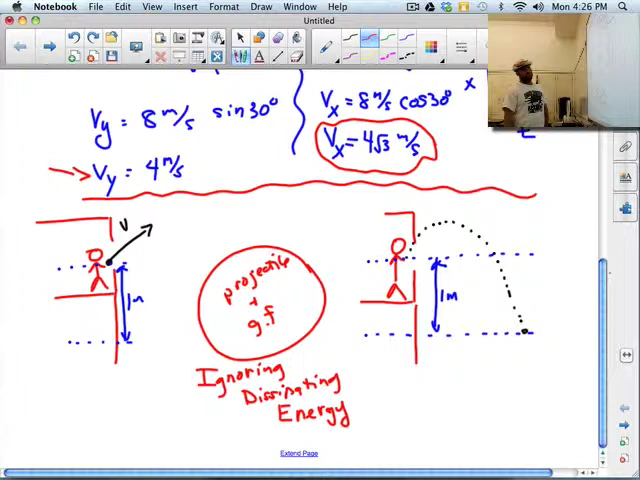 Notebook Edit View Insert Format Draw Window Help
Mon 4:26 PM
Untitled
Vy = 8 m/s sin30°
Vx = 8 m/s cos30°
x
Vx = 4√3 m/s
Vy = 4 m/s
t
V
1m
projectile
+
g.f
1m
Ignoring
Dissipating
Energy
Extend Page